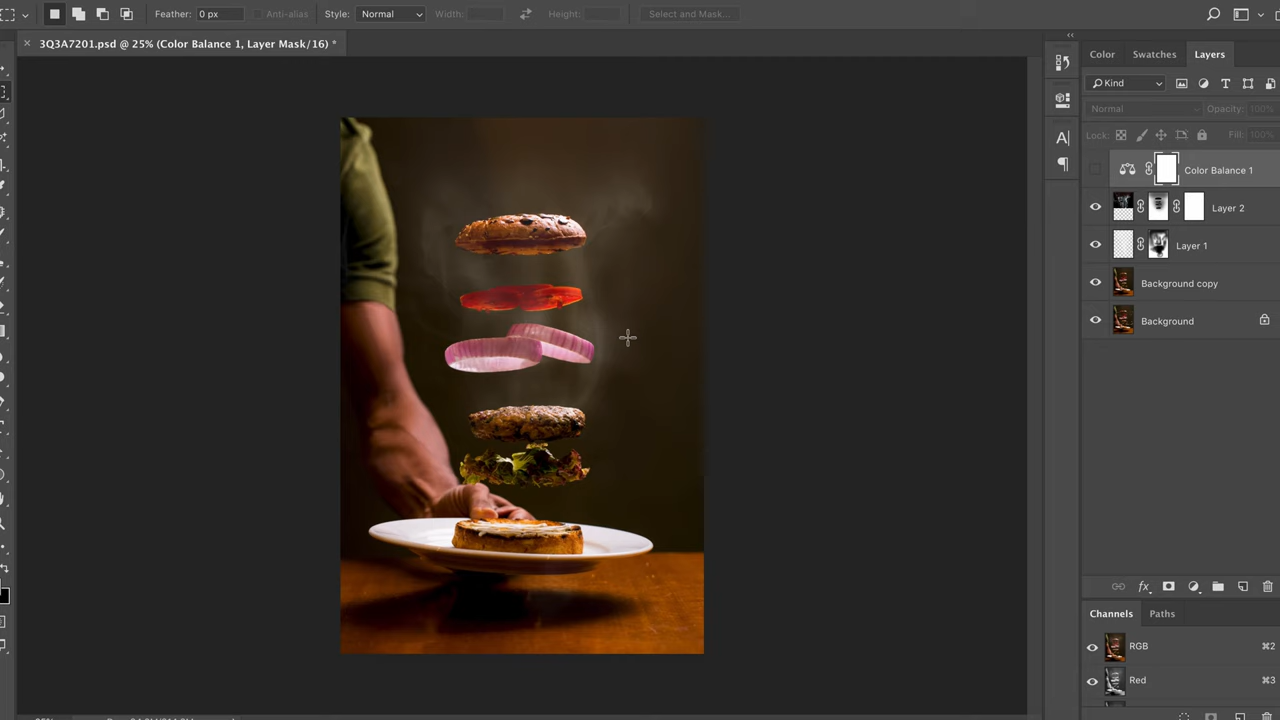 Feather: 0 px Anti-alias Style: Normal Width: Height: Select and Mask...
× 3Q3A7201.psd @ 25% (Color Balance 1, Layer Mask/16) *
Color Swatches Layers
Kind
Normal Opacity: 100%
Lock: Fill: 100%
Color Balance 1
Layer 2
Layer 1
Background copy
Background
Channels Paths
RGB ⌘2
Red ⌘3